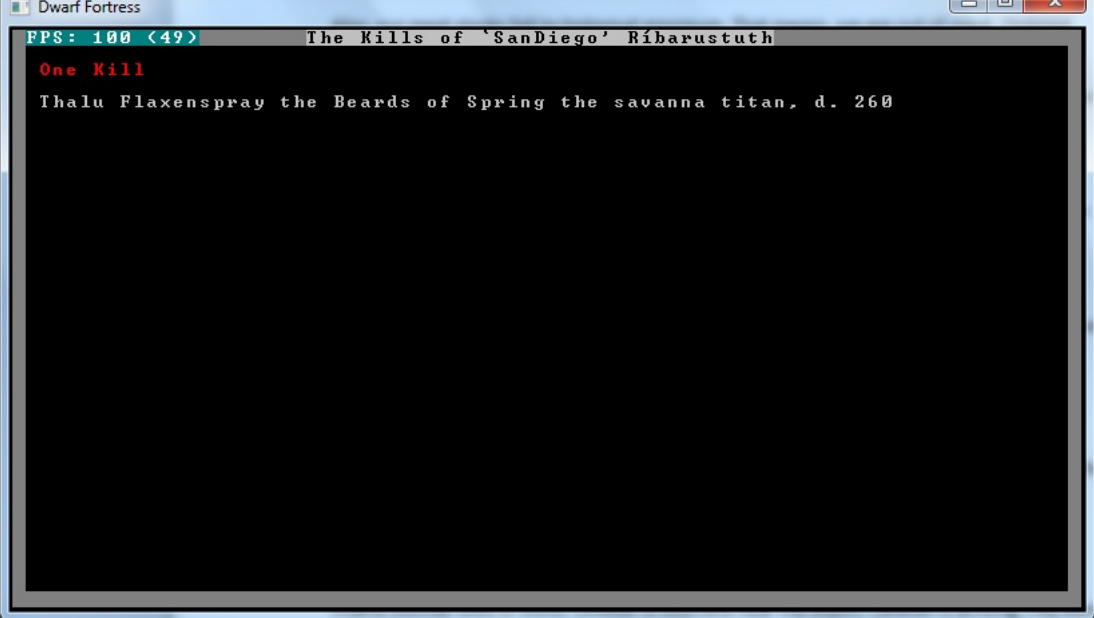 Dwarf Fortress
FPS: 100 (49) The Kills of `SanDiego' Ríbarustuth
One Kill
Thalu Flaxenspray the Beards of Spring the savanna titan, d. 260